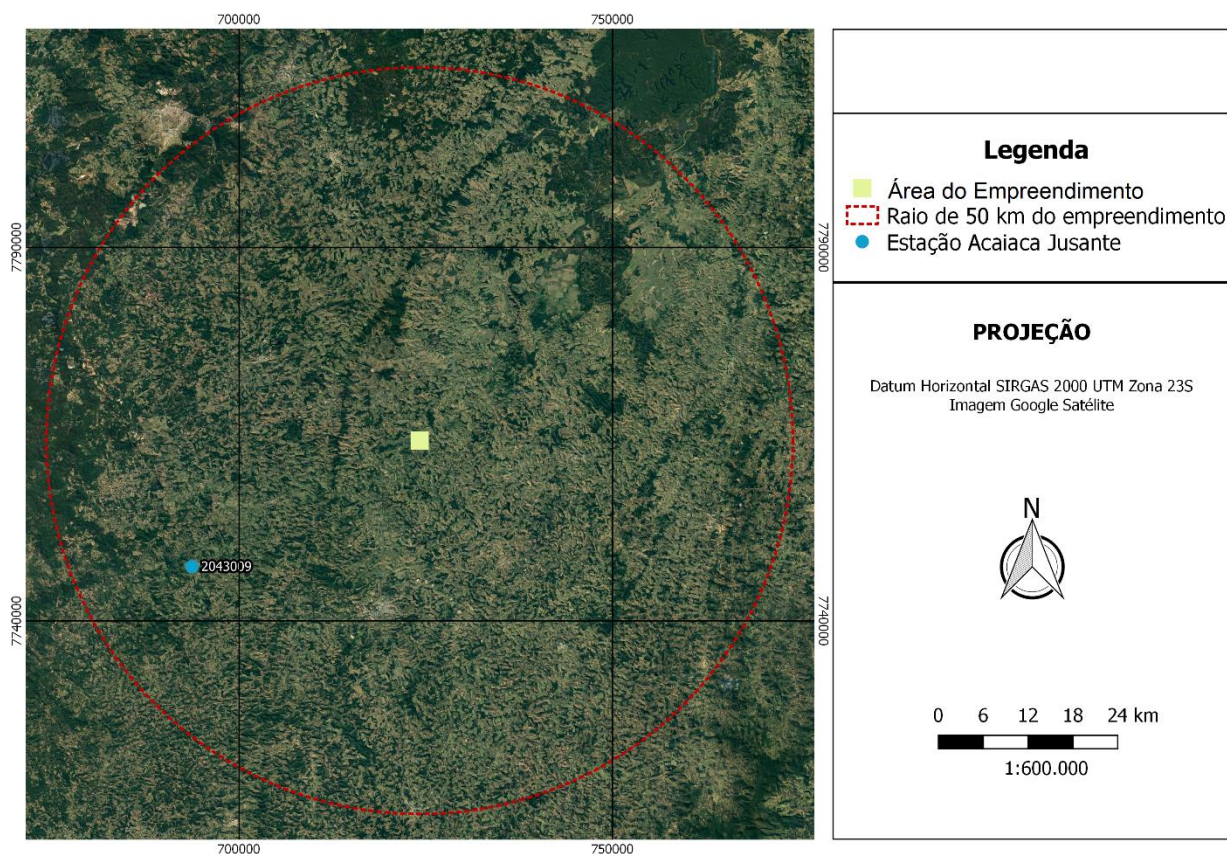 700000
750000
7790000
7790000
2043009
7740000
7740000
700000
750000
Legenda
Área do Empreendimento
Raio de 50 km do empreendimento
Estação Acaiaca Jusante
PROJEÇÃO
Datum Horizontal SIRGAS 2000 UTM Zona 23S
Imagem Google Satélite
N
0 6 12 18 24 km
1:600.000